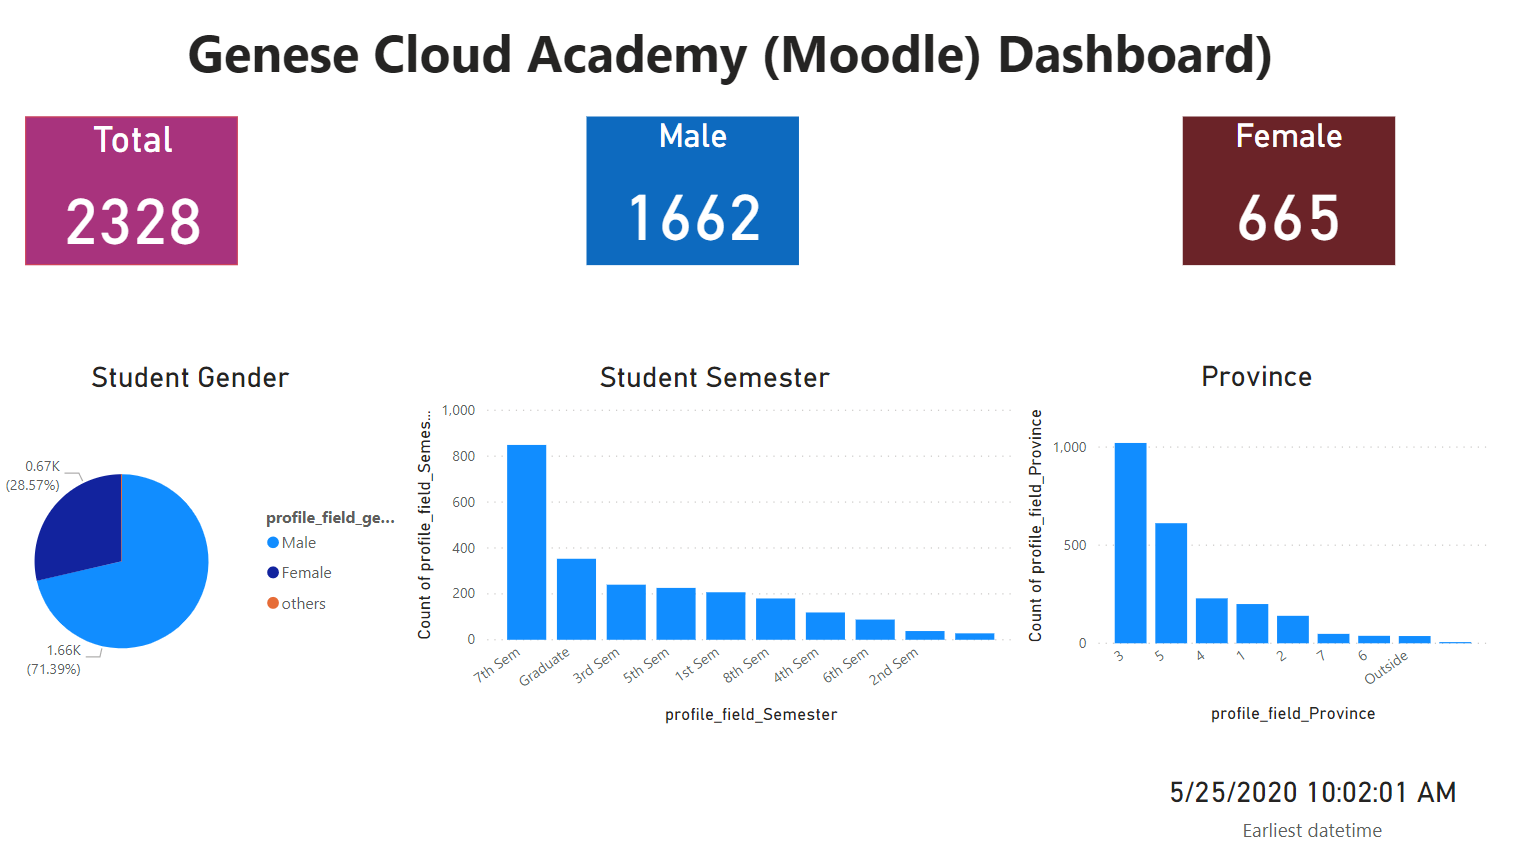 Genese Cloud Academy (Moodle) Dashboard)
Total
2328
Male
1662
Female
665
Student Gender
0.67K
(28.57%)
1.66K
(71.39%)
profile_field_ge...
Male
Female
others
Student Semester
Count of profile_field_Semes...
1,000
800
600
400
200
0
7th Sem
Graduate
3rd Sem
5th Sem
1st Sem
8th Sem
4th Sem
6th Sem
2nd Sem
profile_field_Semester
Province
Count of profile_field_Province
1,000
500
0
3
5
4
1
2
7
6
Outside
profile_field_Province
5/25/2020 10:02:01 AM
Earliest datetime